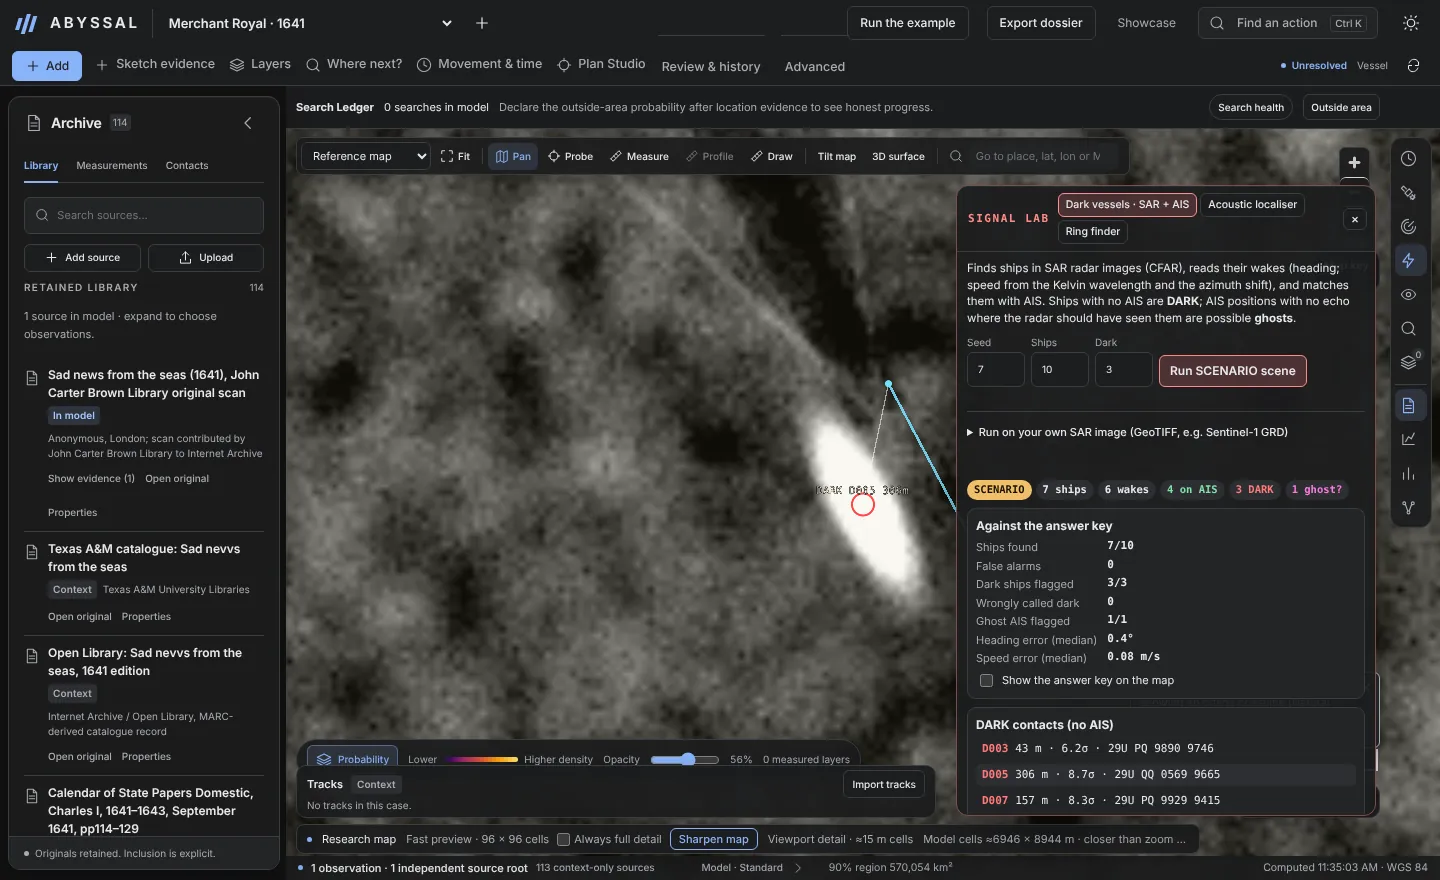 ABYSSAL
Merchant Royal · 1641
Run the example
Export dossier
Showcase
Find an action
Ctrl K
Add
Sketch evidence
Layers
Where next?
Movement & time
Plan Studio
Review & history
Advanced
Unresolved
Vessel
Archive
114
Library
Measurements
Contacts
Search sources...
Add source
Upload
RETAINED LIBRARY
114
1 source in model · expand to choose
observations.
Sad news from the seas (1641), John
Carter Brown Library original scan
In model
Anonymous, London; scan contributed by
John Carter Brown Library to Internet Archive
Show evidence (1)
Open original
Properties
Texas A&M catalogue: Sad nevvs
from the seas
Context
Texas A&M University Libraries
Open original
Properties
Open Library: Sad nevvs from the
seas, 1641 edition
Context
Internet Archive / Open Library, MARC-
derived catalogue record
Open original
Properties
Calendar of State Papers Domestic,
Charles I, 1641–1643, September
1641, pp114–129
Originals retained. Inclusion is explicit.
Search Ledger
0 searches in model
Declare the outside-area probability after location evidence to see honest progress.
Search health
Outside area
Reference map
Fit
Pan
Probe
Measure
Profile
Draw
Tilt map
3D surface
Go to place, lat, lon or M
DARK D005 306m
SIGNAL LAB
Dark vessels · SAR + AIS
Acoustic localiser
Ring finder
Finds ships in SAR radar images (CFAR), reads their wakes (heading;
speed from the Kelvin wavelength and the azimuth shift), and matches
them with AIS. Ships with no AIS are DARK; AIS positions with no echo
where the radar should have seen them are possible ghosts.
Seed
Ships
Dark
7
10
3
Run SCENARIO scene
Run on your own SAR image (GeoTIFF, e.g. Sentinel-1 GRD)
SCENARIO
7 ships
6 wakes
4 on AIS
3 DARK
1 ghost?
Against the answer key
Ships found 7/10
False alarms 0
Dark ships flagged 3/3
Wrongly called dark 0
Ghost AIS flagged 1/1
Heading error (median) 0.4°
Speed error (median) 0.08 m/s
Show the answer key on the map
DARK contacts (no AIS)
D003 43 m · 6.2σ · 29U PQ 9890 9746
D005 306 m · 8.7σ · 29U QQ 0569 9665
D007 157 m · 8.3σ · 29U PQ 9929 9415
0
Probability
Lower
Higher density
Opacity
56%
0 measured layers
Tracks
Context
Import tracks
No tracks in this case.
Research map
Fast preview · 96 × 96 cells
Always full detail
Sharpen map
Viewport detail · ≈15 m cells
Model cells ≈6946 × 8944 m · closer than zoom ...
1 observation · 1 independent source root
113 context-only sources
Model · Standard
90% region 570,054 km²
Computed 11:35:03 AM · WGS 84